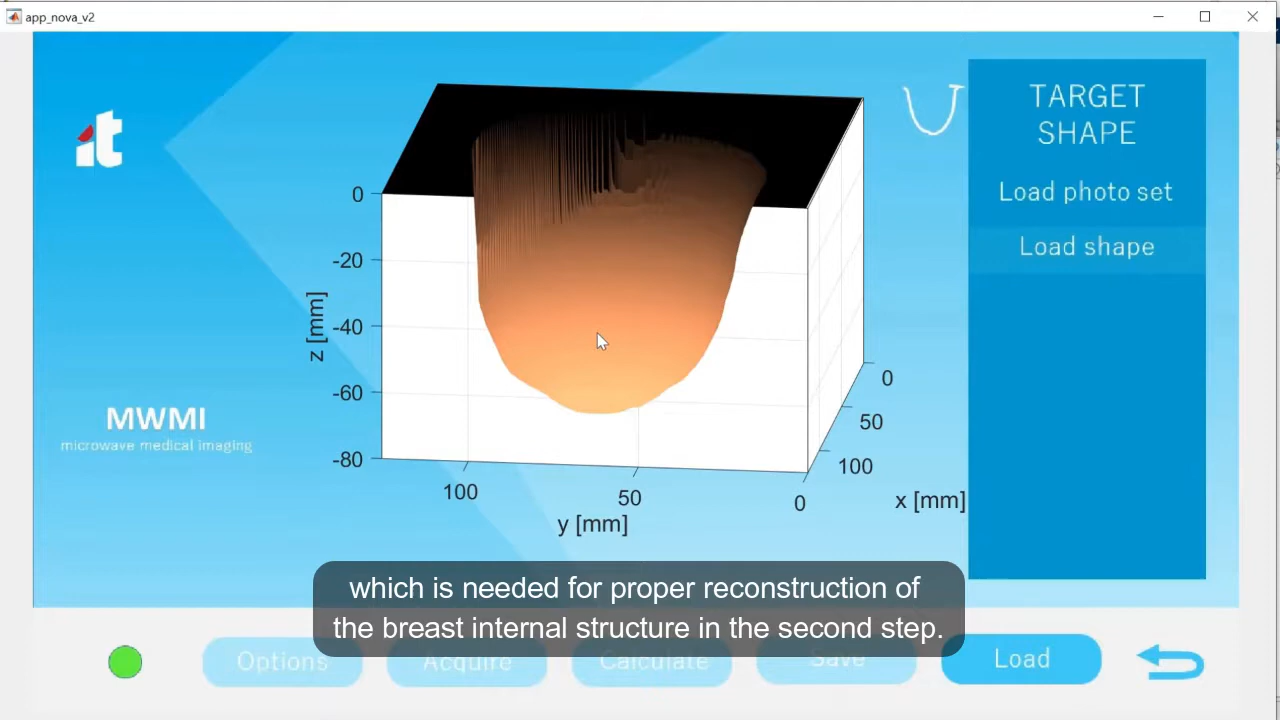 app_nova_v2
it
TARGET
SHAPE
Load photo set
Load shape
0
-20
-40
-60
-80
z [mm]
100
50
0
y [mm]
0
50
100
x [mm]
MWMI
microwave medical imaging
which is needed for proper reconstruction of
the breast internal structure in the second step.
Options
Acquire
Calculate
Save
Load